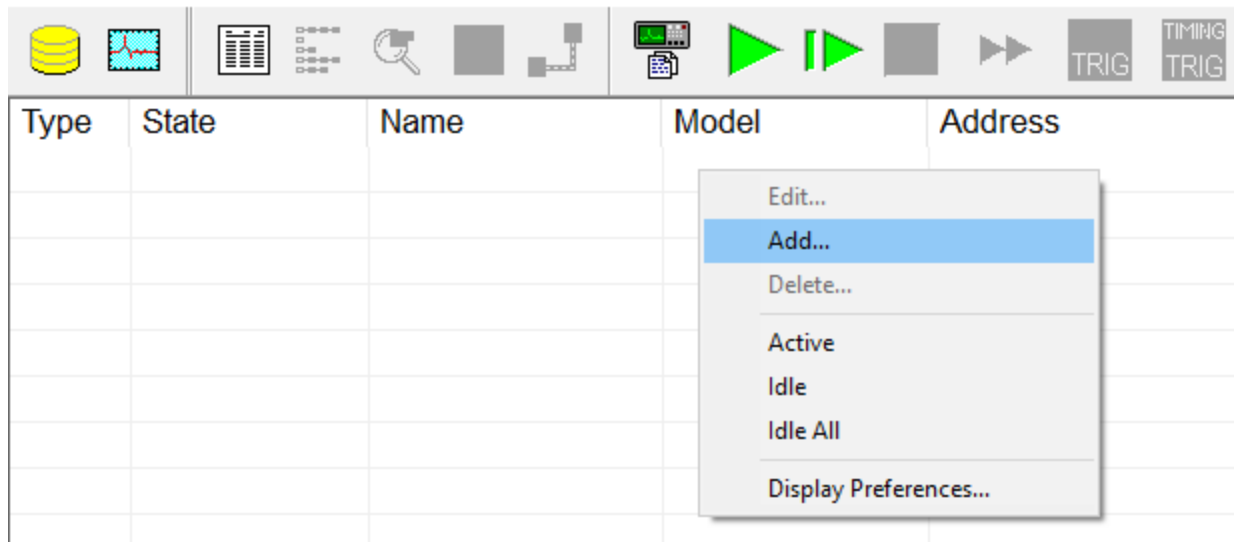 TRIG
TIMING
TRIG
Type State Name Model Address
Edit...
Add...
Delete...
Active
Idle
Idle All
Display Preferences...